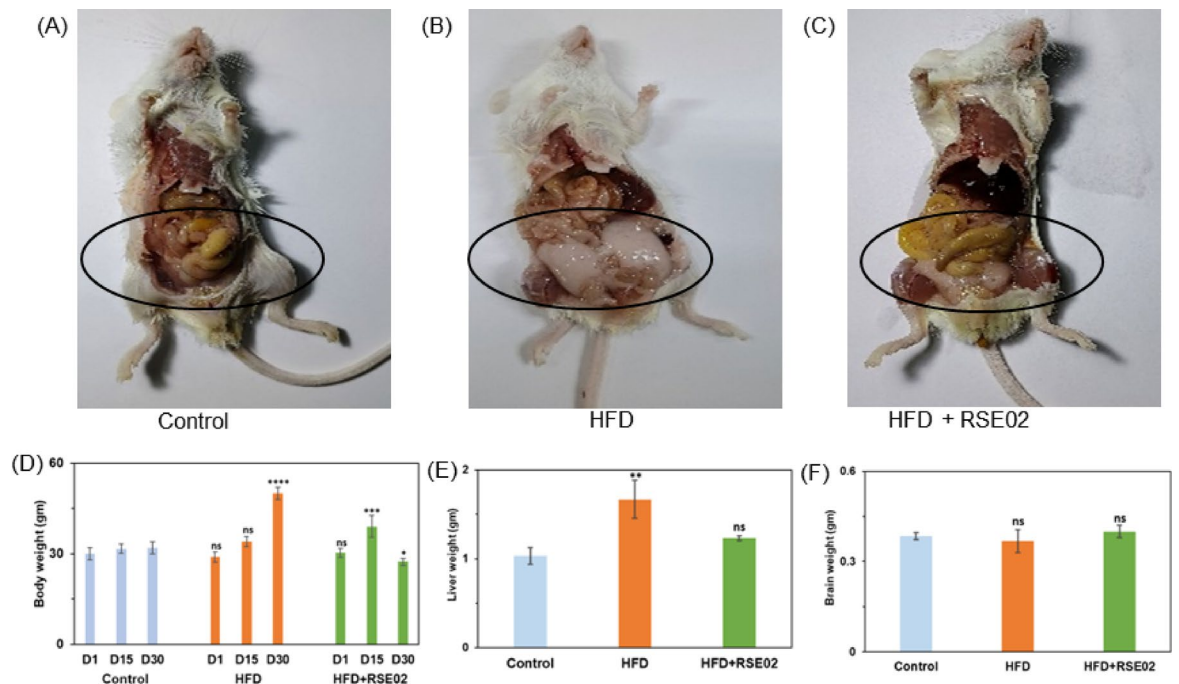 (A)
(B)
(C)
Control
HFD
HFD + RSE02
(D)
Body weight (gm)
60
30
0
ns
ns
****
ns
***
*
D1 D15 D30 D1 D15 D30 D1 D15 D30
Control HFD HFD+RSE02
(E)
Liver weight (gm)
2
1
0
**
ns
Control HFD HFD+RSE02
(F)
Brain weight (gm)
0.6
0.3
0
ns
ns
Control HFD HFD+RSE02